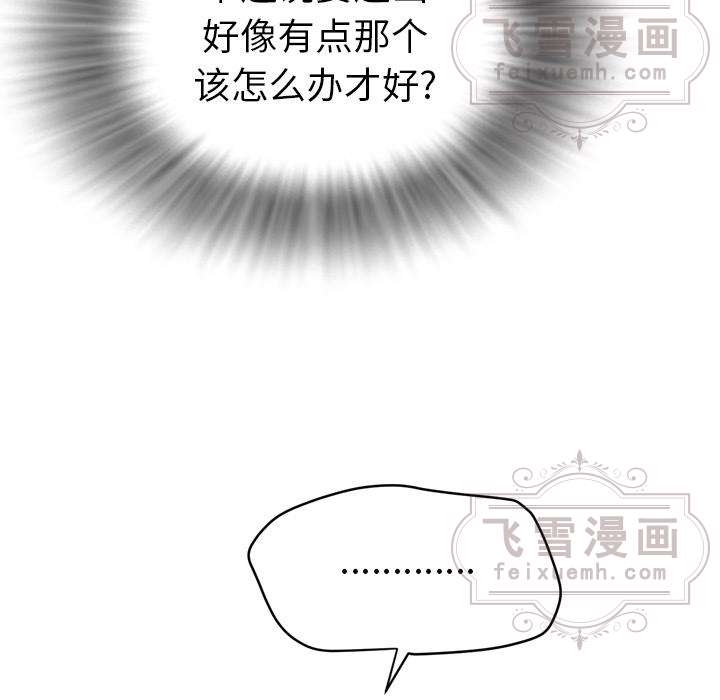 好像有点那个
该怎么办才好?
飞雪漫画
feixuemh.com
.............
飞雪漫画
feixuemh.com